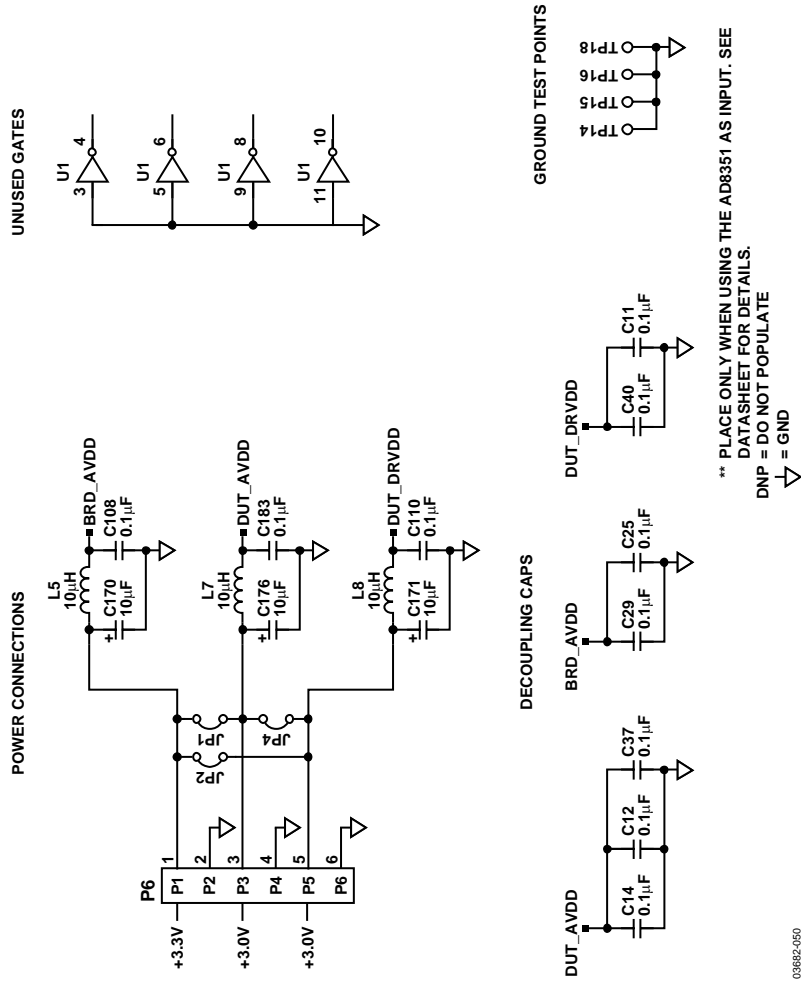 POWER CONNECTIONS
P6
+3.3V
P1
1
P2
2
+3.0V
P3
3
P4
4
+3.0V
P5
5
P6
6
JP2
JP1
JP4
L5
10µH
BRD_AVDD
C170
10µF
+
C108
0.1µF
L7
10µH
DUT_AVDD
C176
10µF
+
C183
0.1µF
L8
10µH
DUT_DRVDD
C171
10µF
+
C110
0.1µF
UNUSED GATES
U1
3
4
U1
5
6
U1
9
8
U1
11
10
DECOUPLING CAPS
DUT_AVDD
C14
0.1µF
C12
0.1µF
C37
0.1µF
BRD_AVDD
C29
0.1µF
C25
0.1µF
DUT_DRVDD
C40
0.1µF
C11
0.1µF
GROUND TEST POINTS
TP14
TP15
TP16
TP18
** PLACE ONLY WHEN USING THE AD8351 AS INPUT. SEE
DATASHEET FOR DETAILS.
DNP = DO NOT POPULATE
= GND
03682-050